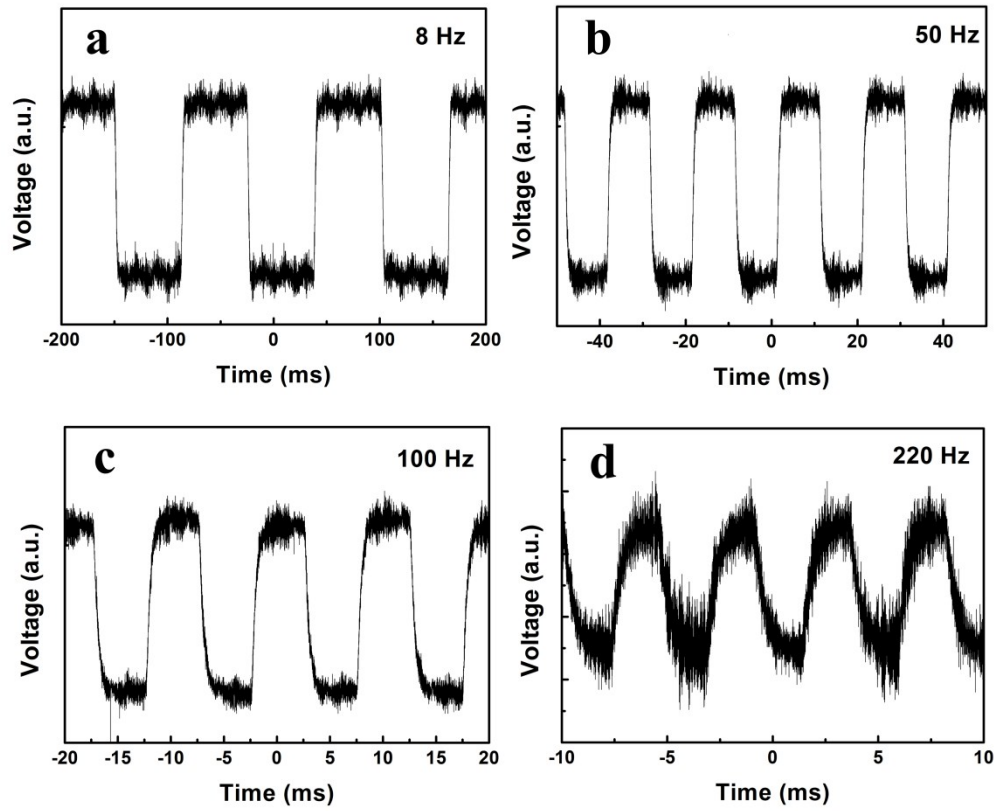 a
8 Hz
Voltage (a.u.)
-200 -100 0 100 200
Time (ms)
b
50 Hz
Voltage (a.u.)
-40 -20 0 20 40
Time (ms)
c
100 Hz
Voltage (a.u.)
-20 -15 -10 -5 0 5 10 15 20
Time (ms)
d
220 Hz
Voltage (a.u.)
-10 -5 0 5 10
Time (ms)